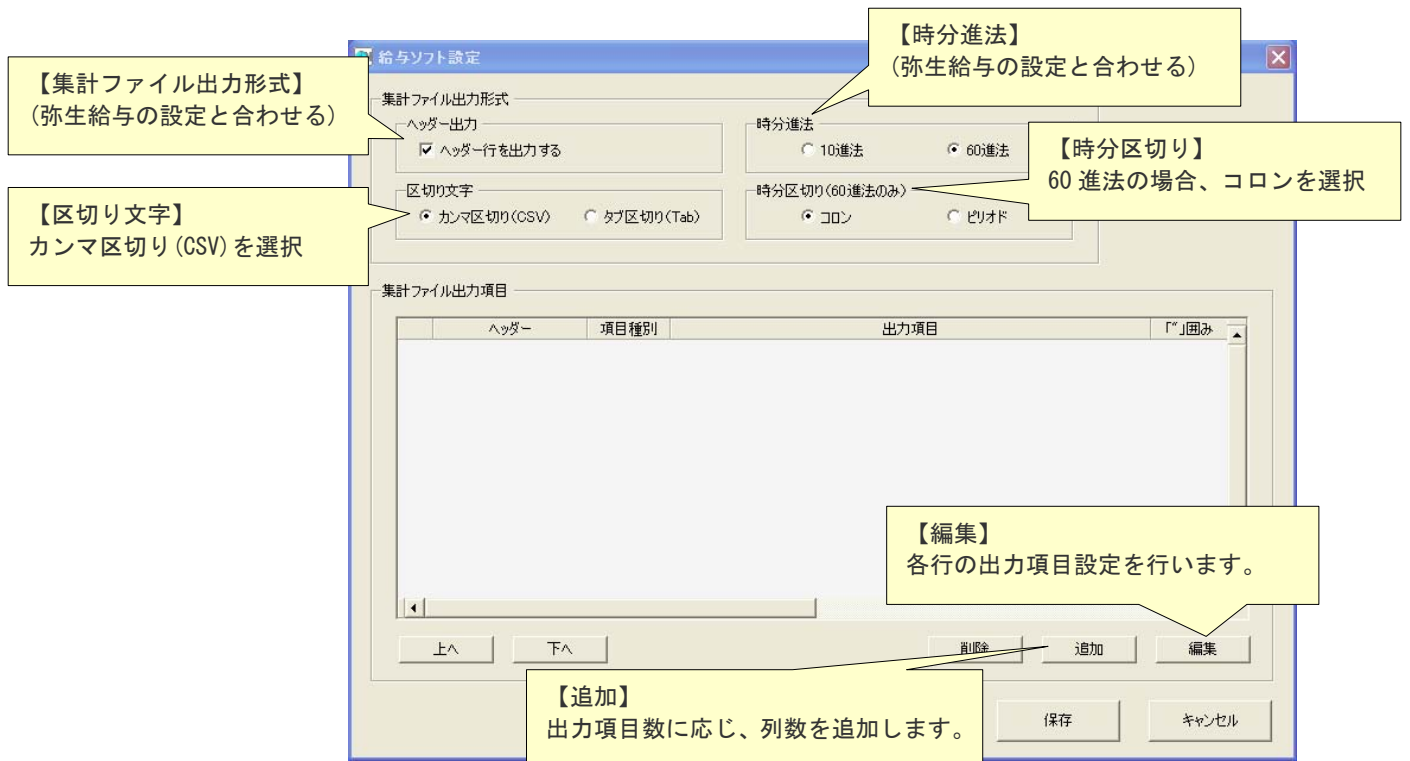 【時分進法】
(弥生給与の設定と合わせる)
給与ソフト設定
【集計ファイル出力形式】
(弥生給与の設定と合わせる)
集計ファイル出力形式
ヘッダー出力
ヘッダー行を出力する
時分進法
10進法
60進法
【時分区切り】
60 進法の場合、コロンを選択
【区切り文字】
カンマ区切り(CSV)を選択
区切り文字
カンマ区切り(CSV)
タブ区切り(Tab)
時分区切り(60進法のみ)
コロン
ピリオド
集計ファイル出力項目
ヘッダー
項目種別
出力項目
「"」囲み
【編集】
各行の出力項目設定を行います。
上へ
下へ
削除
追加
編集
【追加】
出力項目数に応じ、列数を追加します。
保存
キャンセル